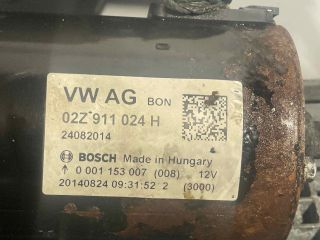 VW AG BON
02Z 911 024 H
24082014
BOSCH Made in Hungary
0 001 153 007 (008) 12V
20140824 09:31:52 2 (3000)